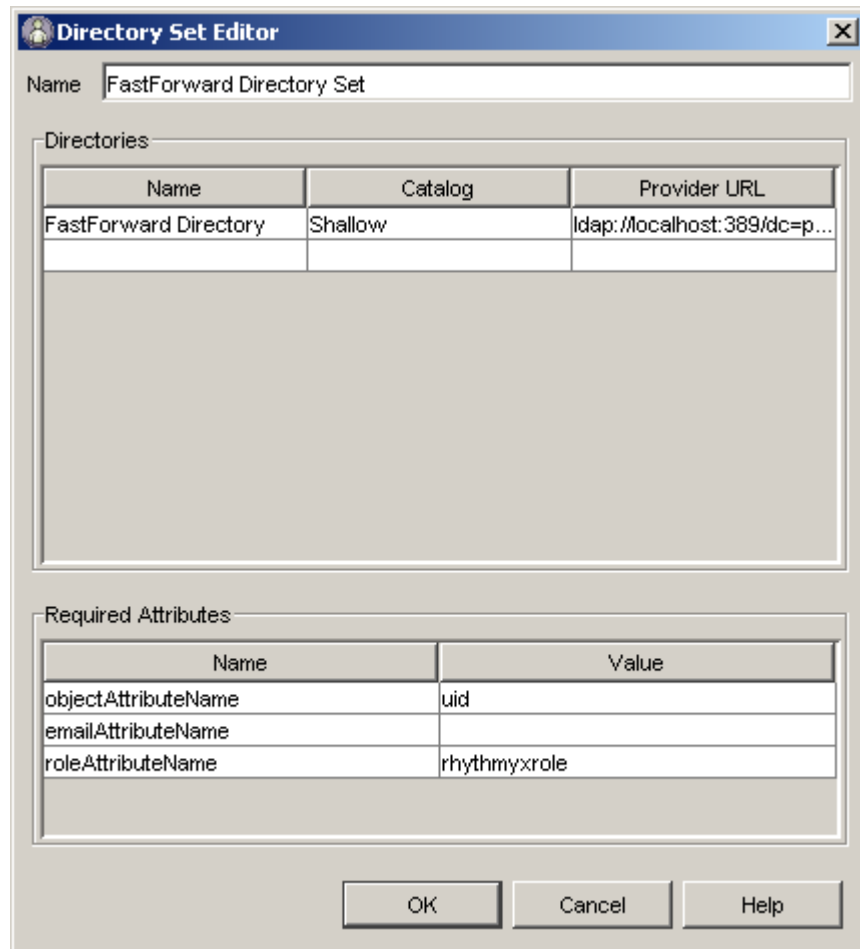 Directory Set Editor
Name FastForward Directory Set
Directories
Name Catalog Provider URL
FastForward Directory Shallow ldap://localhost:389/dc=p...
Required Attributes
Name Value
objectAttributeName uid
emailAttributeName
roleAttributeName rhythmyxrole
OK Cancel Help